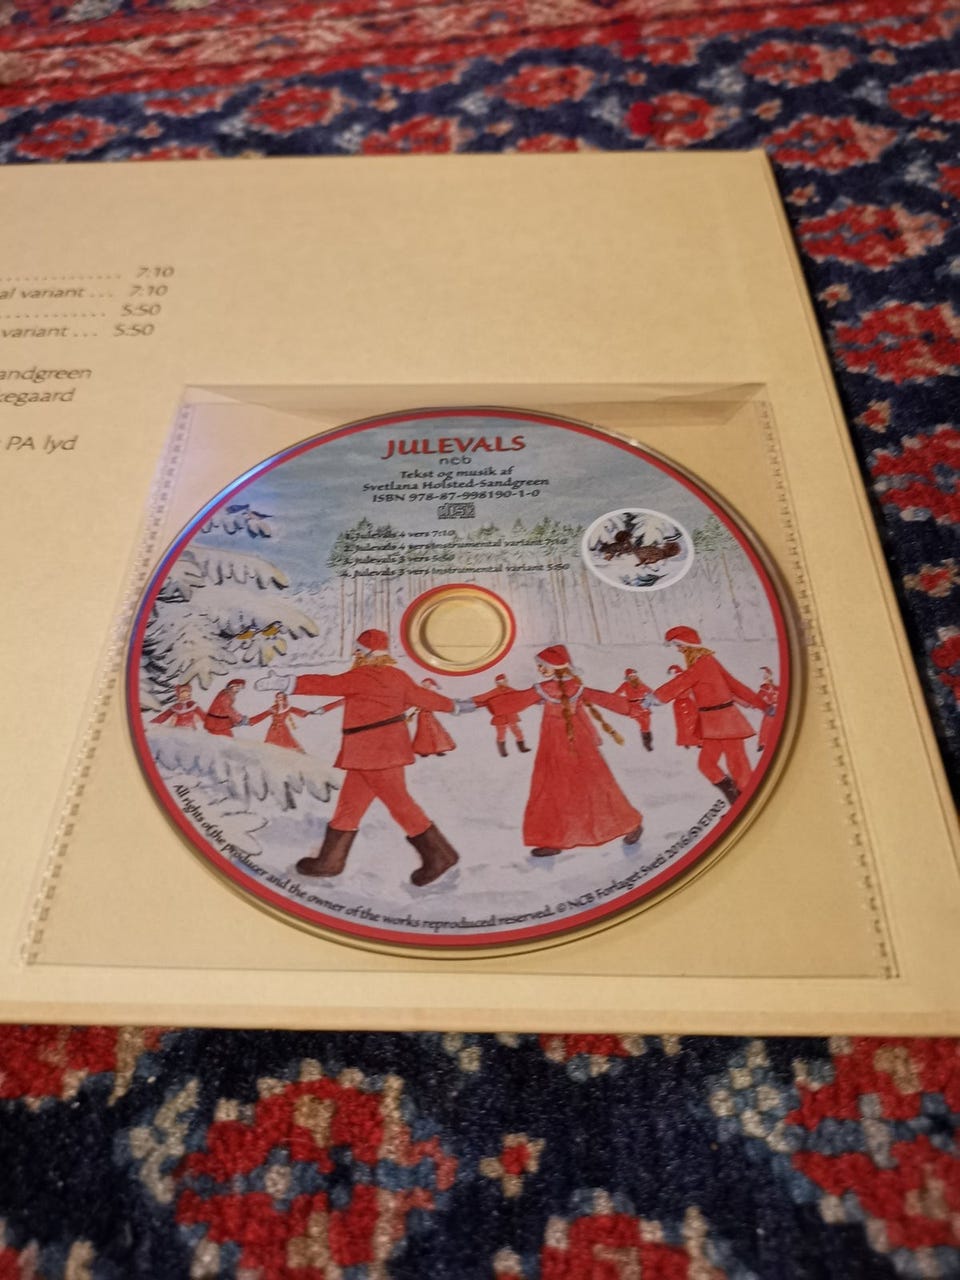 .............. 7:10
al variant ... 7:10
.............. 5:50
variant ... 5:50
andgreen
kegaard
PA lyd
JULEVALS
ncb
Tekst og musik af
Svetlana Holsted-Sandgreen
ISBN 978-87-998190-1-0
1. Julevals 4 vers 7:10
2. Julevals 4 vers Instrumental variant 7:10
3. Julevals 3 vers 5:50
4. Julevals 3 vers Instrumental variant 5:50
All rights of the producer and the owner of the works reproduced reserved. © NCB Forlaget Sveti 2016/SVET003